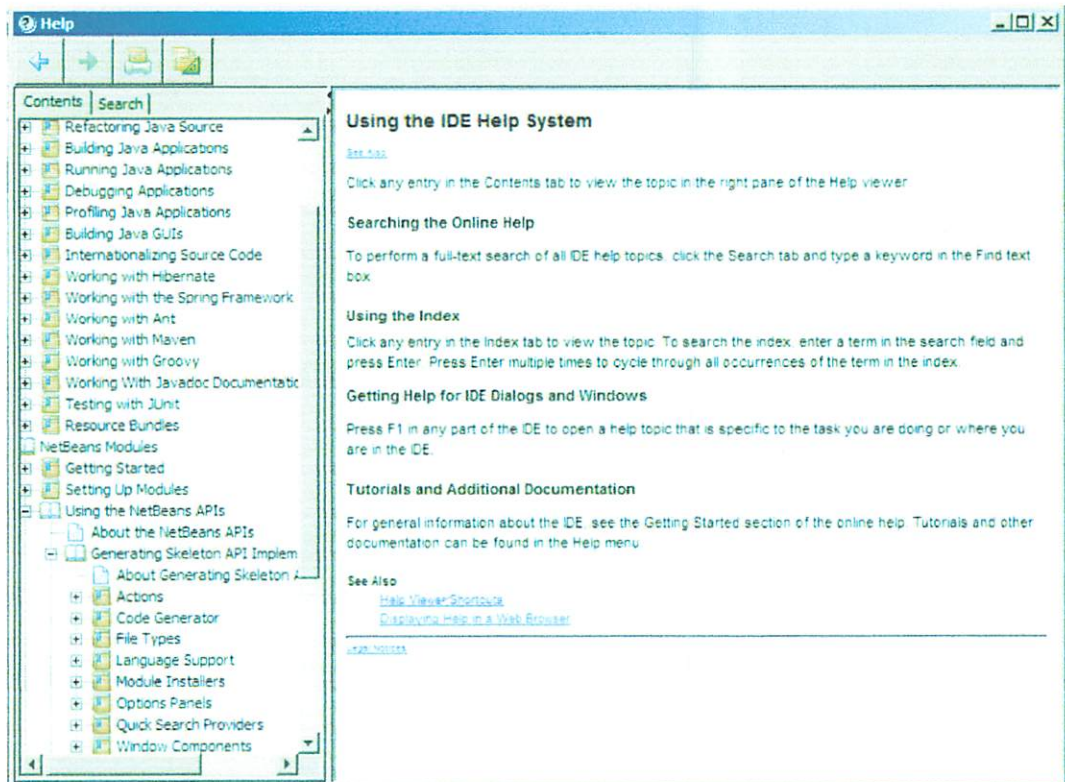 Help
Contents
Search
Refactoring Java Source
Building Java Applications
Running Java Applications
Debugging Applications
Profiling Java Applications
Building Java GUIs
Internationalizing Source Code
Working with Hibernate
Working with the Spring Framework
Working with Ant
Working with Maven
Working with Groovy
Working With Javadoc Documentatic
Testing with JUnit
Resource Bundles
NetBeans Modules
Getting Started
Setting Up Modules
Using the NetBeans APIs
About the NetBeans APIs
Generating Skeleton API Implem
About Generating Skeleton A
Actions
Code Generator
File Types
Language Support
Module Installers
Options Panels
Quick Search Providers
Window Components
Using the IDE Help System
See Also
Click any entry in the Contents tab to view the topic in the right pane of the Help viewer
Searching the Online Help
To perform a full-text search of all IDE help topics, click the Search tab and type a keyword in the Find text
box
Using the Index
Click any entry in the Index tab to view the topic. To search the index, enter a term in the search field and
press Enter. Press Enter multiple times to cycle through all occurrences of the term in the index.
Getting Help for IDE Dialogs and Windows
Press F1 in any part of the IDE to open a help topic that is specific to the task you are doing or where you
are in the IDE.
Tutorials and Additional Documentation
For general information about the IDE, see the Getting Started section of the online help. Tutorials and other
documentation can be found in the Help menu
See Also
Help Viewer Shortcuts
Displaying Help in a Web Browser
Legal Notices